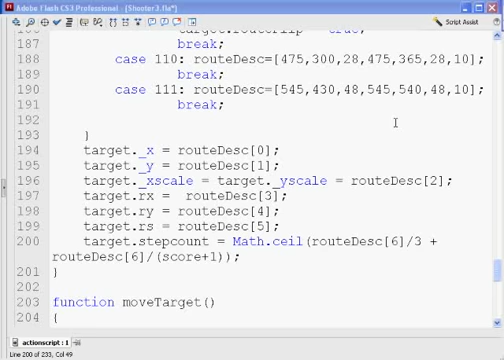 Adobe Flash CS3 Professional - [Shooter3.fla*]
Script Assist
187 break;
188 case 110: routeDesc=[475,300,28,475,365,28,10];
189 break;
190 case 111: routeDesc=[545,430,48,545,540,48,10];
191 break;
192
193 }
194 target._x = routeDesc[0];
195 target._y = routeDesc[1];
196 target._xscale = target._yscale = routeDesc[2];
197 target.rx = routeDesc[3];
198 target.ry = routeDesc[4];
199 target.rs = routeDesc[5];
200 target.stepcount = Math.ceil(routeDesc[6]/3 +
routeDesc[6]/(score+1));
201 }
202
203 function moveTarget()
204 {
actionscript : 1
Line 200 of 233, Col 49